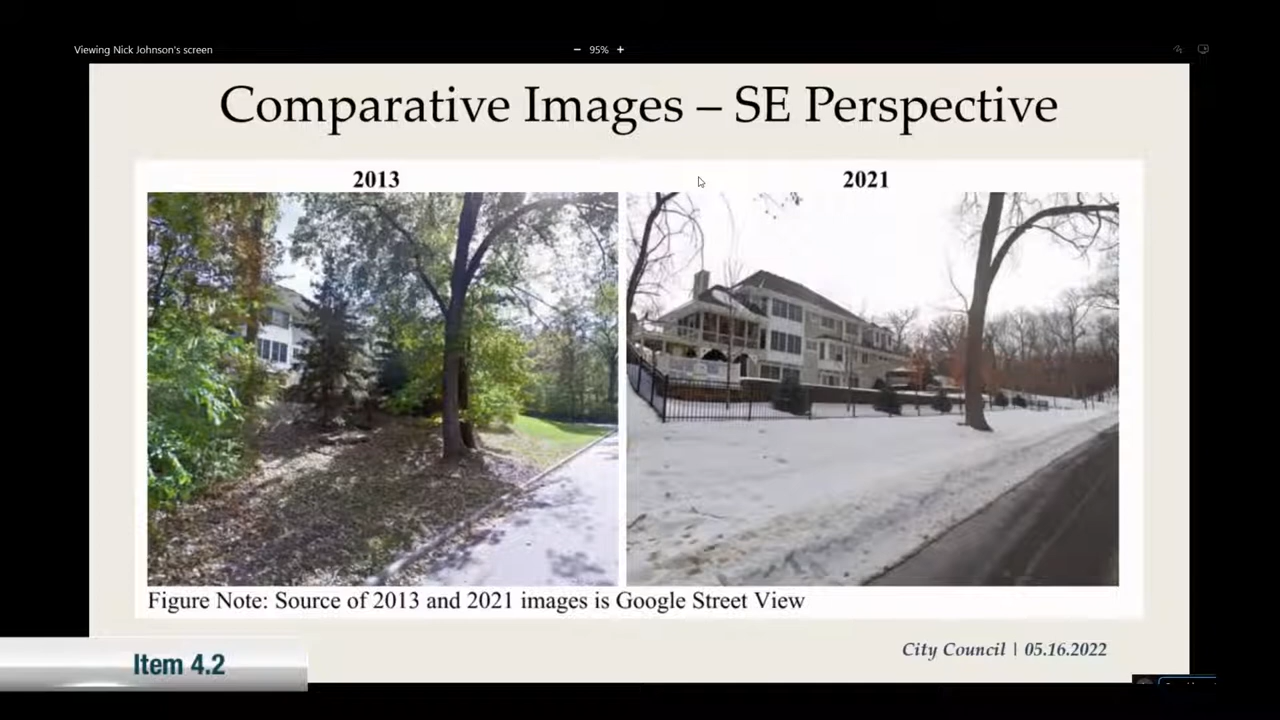 Viewing Nick Johnson's screen
− 95% +
Comparative Images – SE Perspective
2013
2021
Figure Note: Source of 2013 and 2021 images is Google Street View
City Council | 05.16.2022
Item 4.2